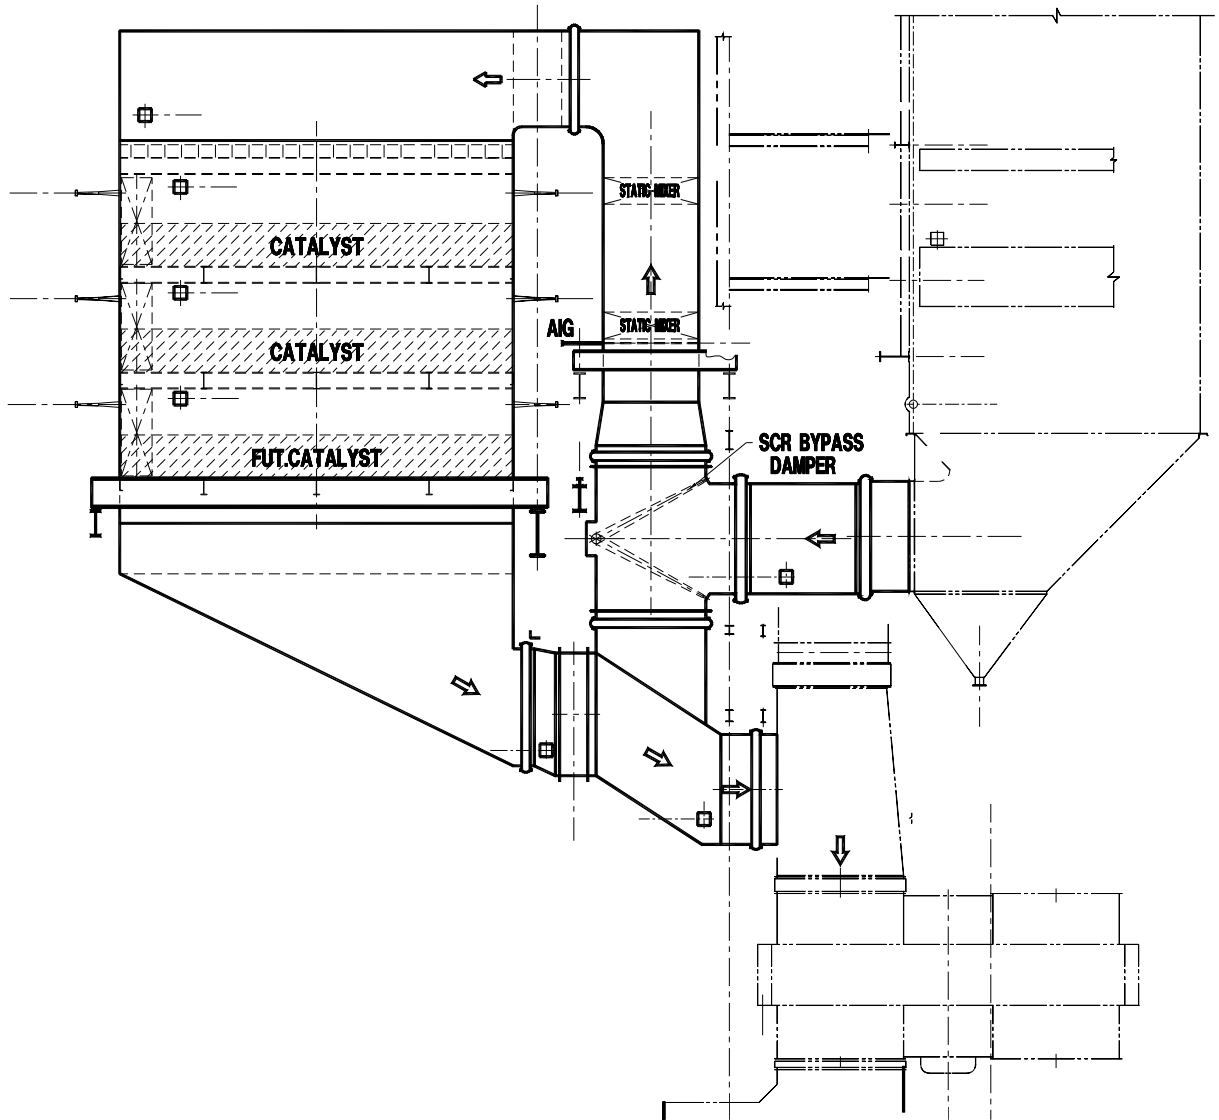 STATIC MIXER
CATALYST
STATIC MIXER
AIG
CATALYST
SCR BYPASS
DAMPER
FUT.CATALYST